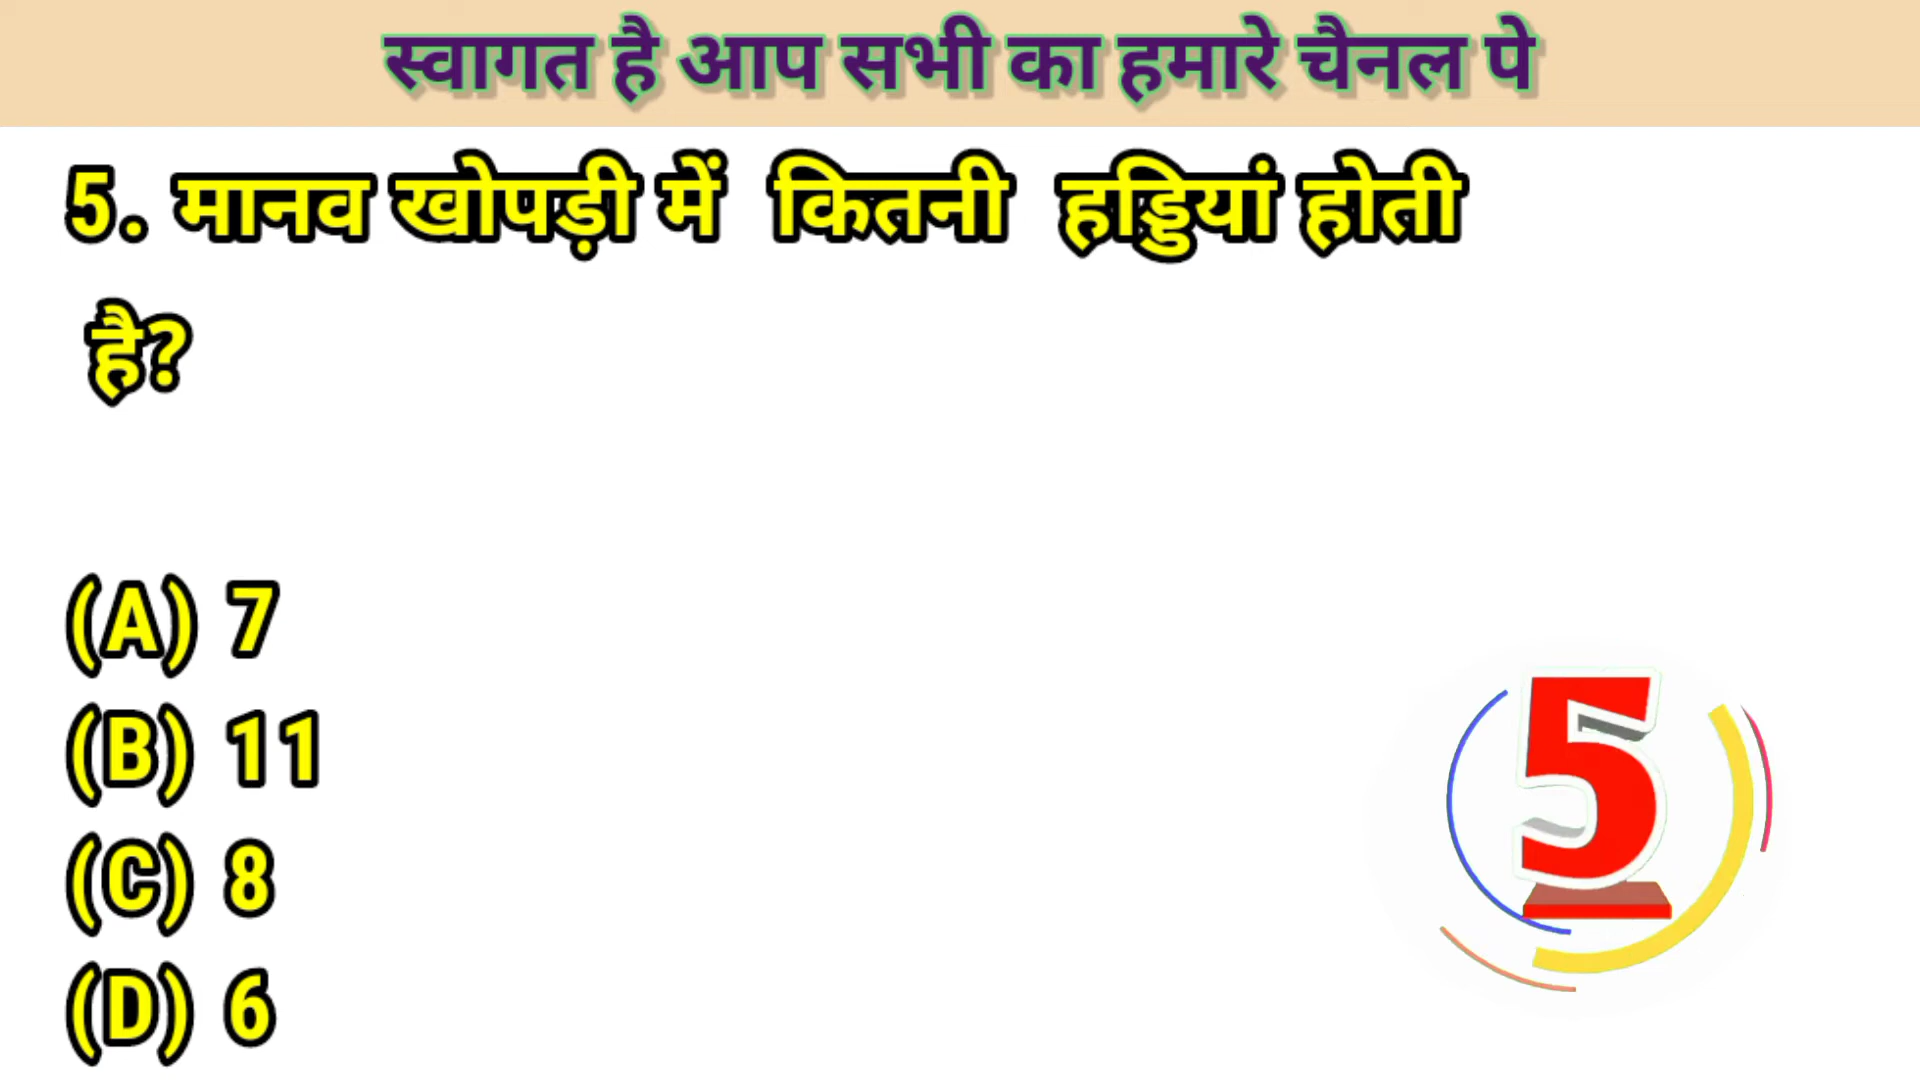 स्वागत है आप सभी का हमारे चैनल पे
5. मानव खोपड़ी में कितनी हड्डियां होती
है?
(A) 7
(B) 11
(C) 8
(D) 6
5